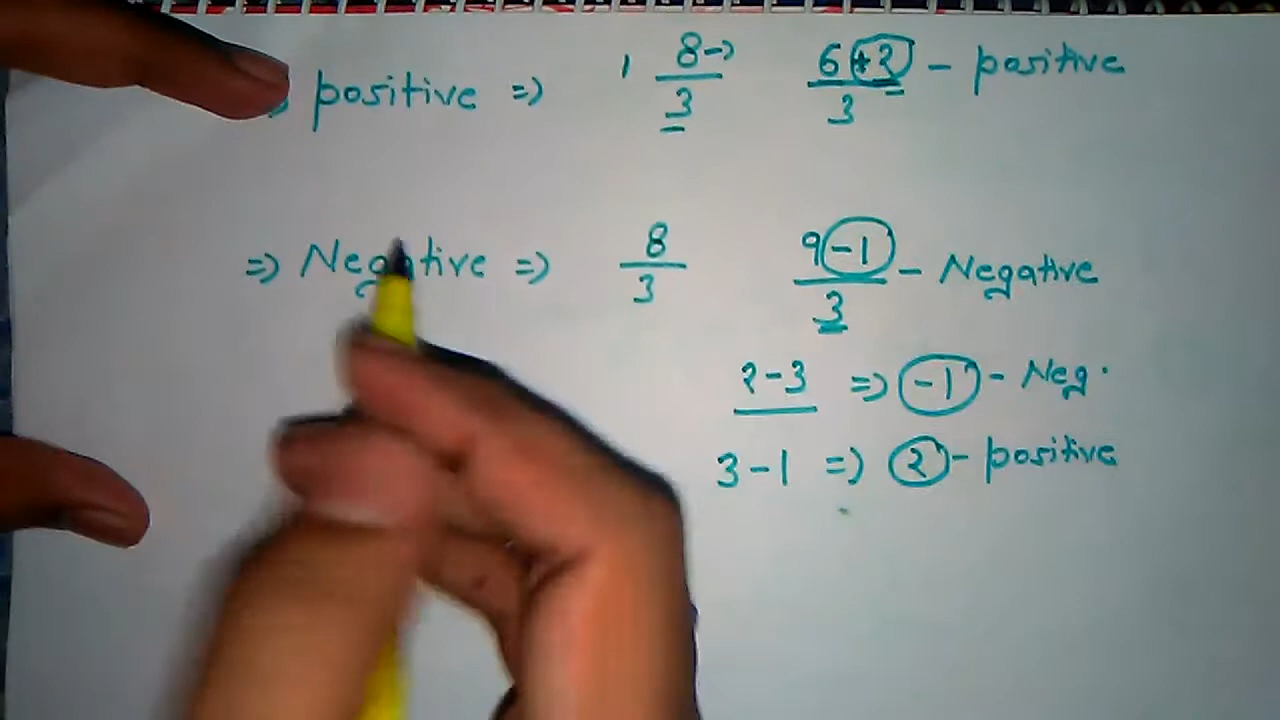 positive => 8-> / 3 6+2 / 3 - positive
=> Negative => 8 / 3 9-1 / 3 - Negative
2-3 => -1 - Neg.
3-1 => 2 - positive